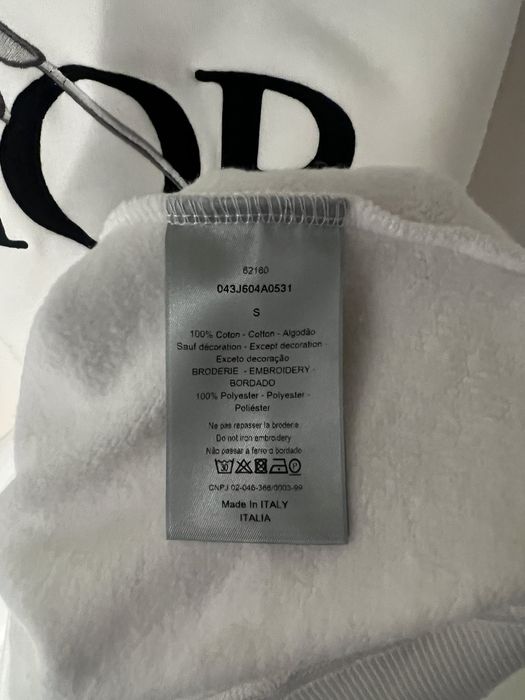 IOR
62160
043J604A0531
S
100% Coton - Cotton - Algodão
Sauf décoration - Except decoration -
Exceto decoração
BRODERIE - EMBROIDERY -
BORDADO
100% Polyester - Polyester -
Poliéster
Ne pas repasser la broderie
Do not iron embroidery
Não passar a ferro o bordado
CNPJ 02-046-366/0003-99
Made in ITALY
ITALIA